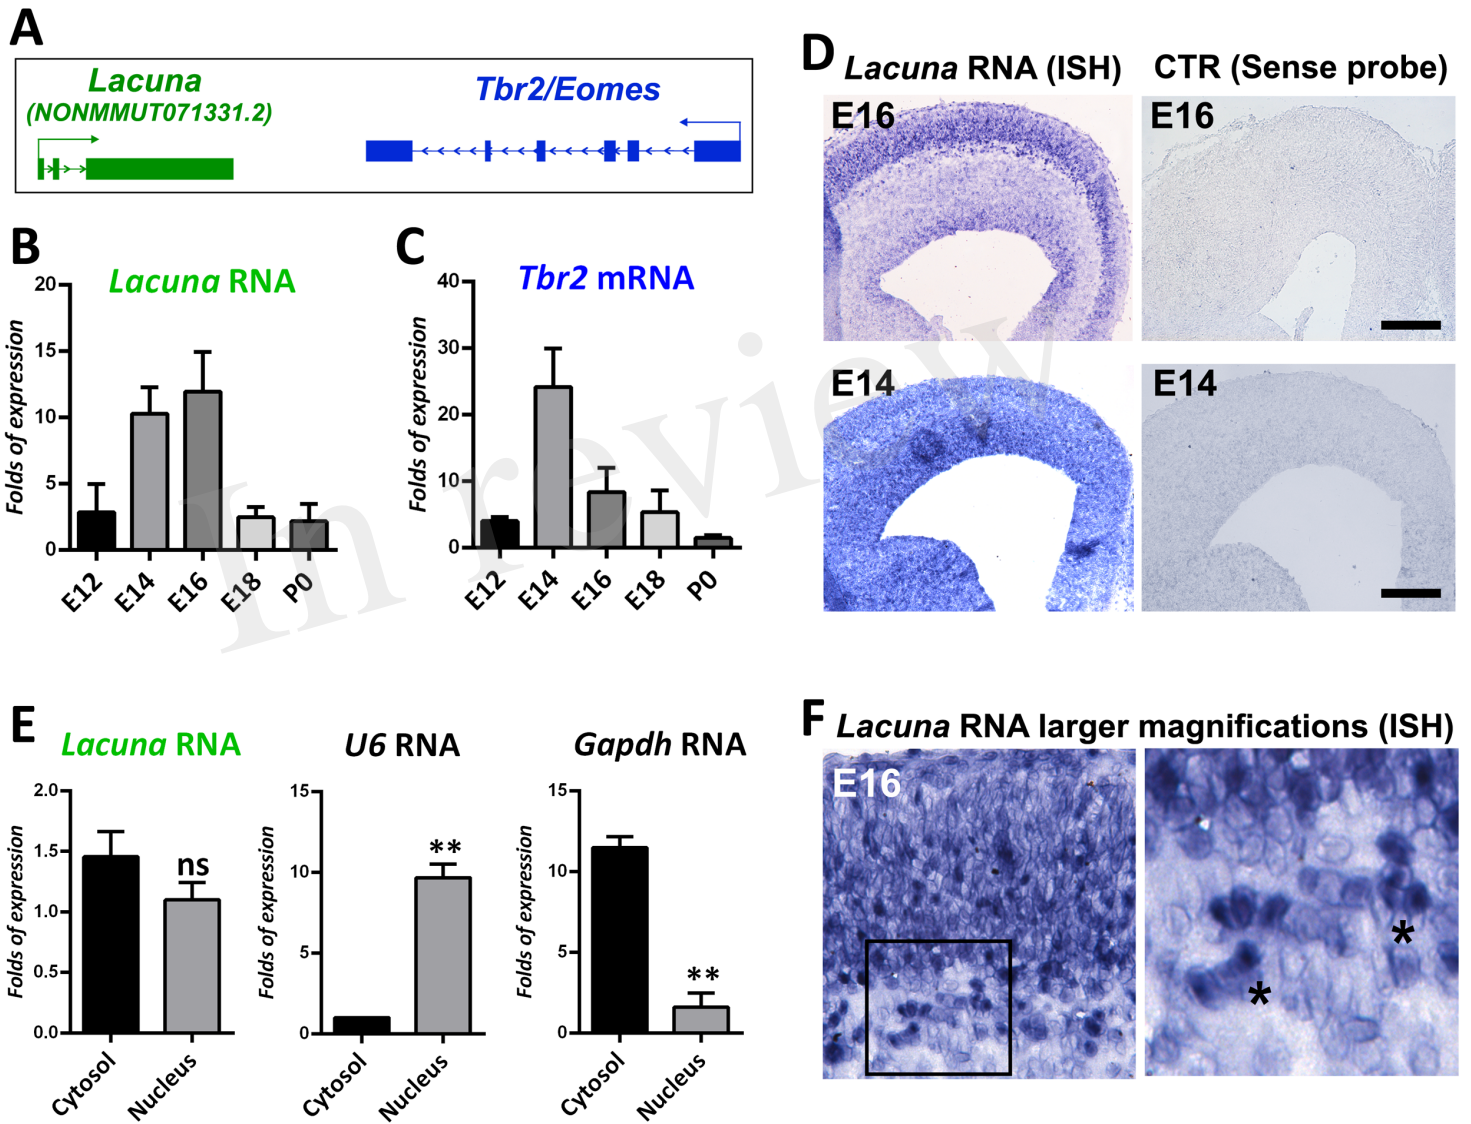 A
Lacuna
(NONMMUT071331.2)
Tbr2/Eomes
B
Lacuna RNA
Folds of expression
20
15
10
5
0
E12
E14
E16
E18
P0
C
Tbr2 mRNA
Folds of expression
40
30
20
10
0
E12
E14
E16
E18
P0
D
Lacuna RNA (ISH)
CTR (Sense probe)
E16
E16
E14
E14
In review
E
Lacuna RNA
Folds of expression
2.0
1.5
1.0
0.5
0.0
ns
Cytosol
Nucleus
U6 RNA
Folds of expression
15
10
5
0
**
Cytosol
Nucleus
Gapdh RNA
Folds of expression
15
10
5
0
**
Cytosol
Nucleus
F
Lacuna RNA larger magnifications (ISH)
E16
*
*